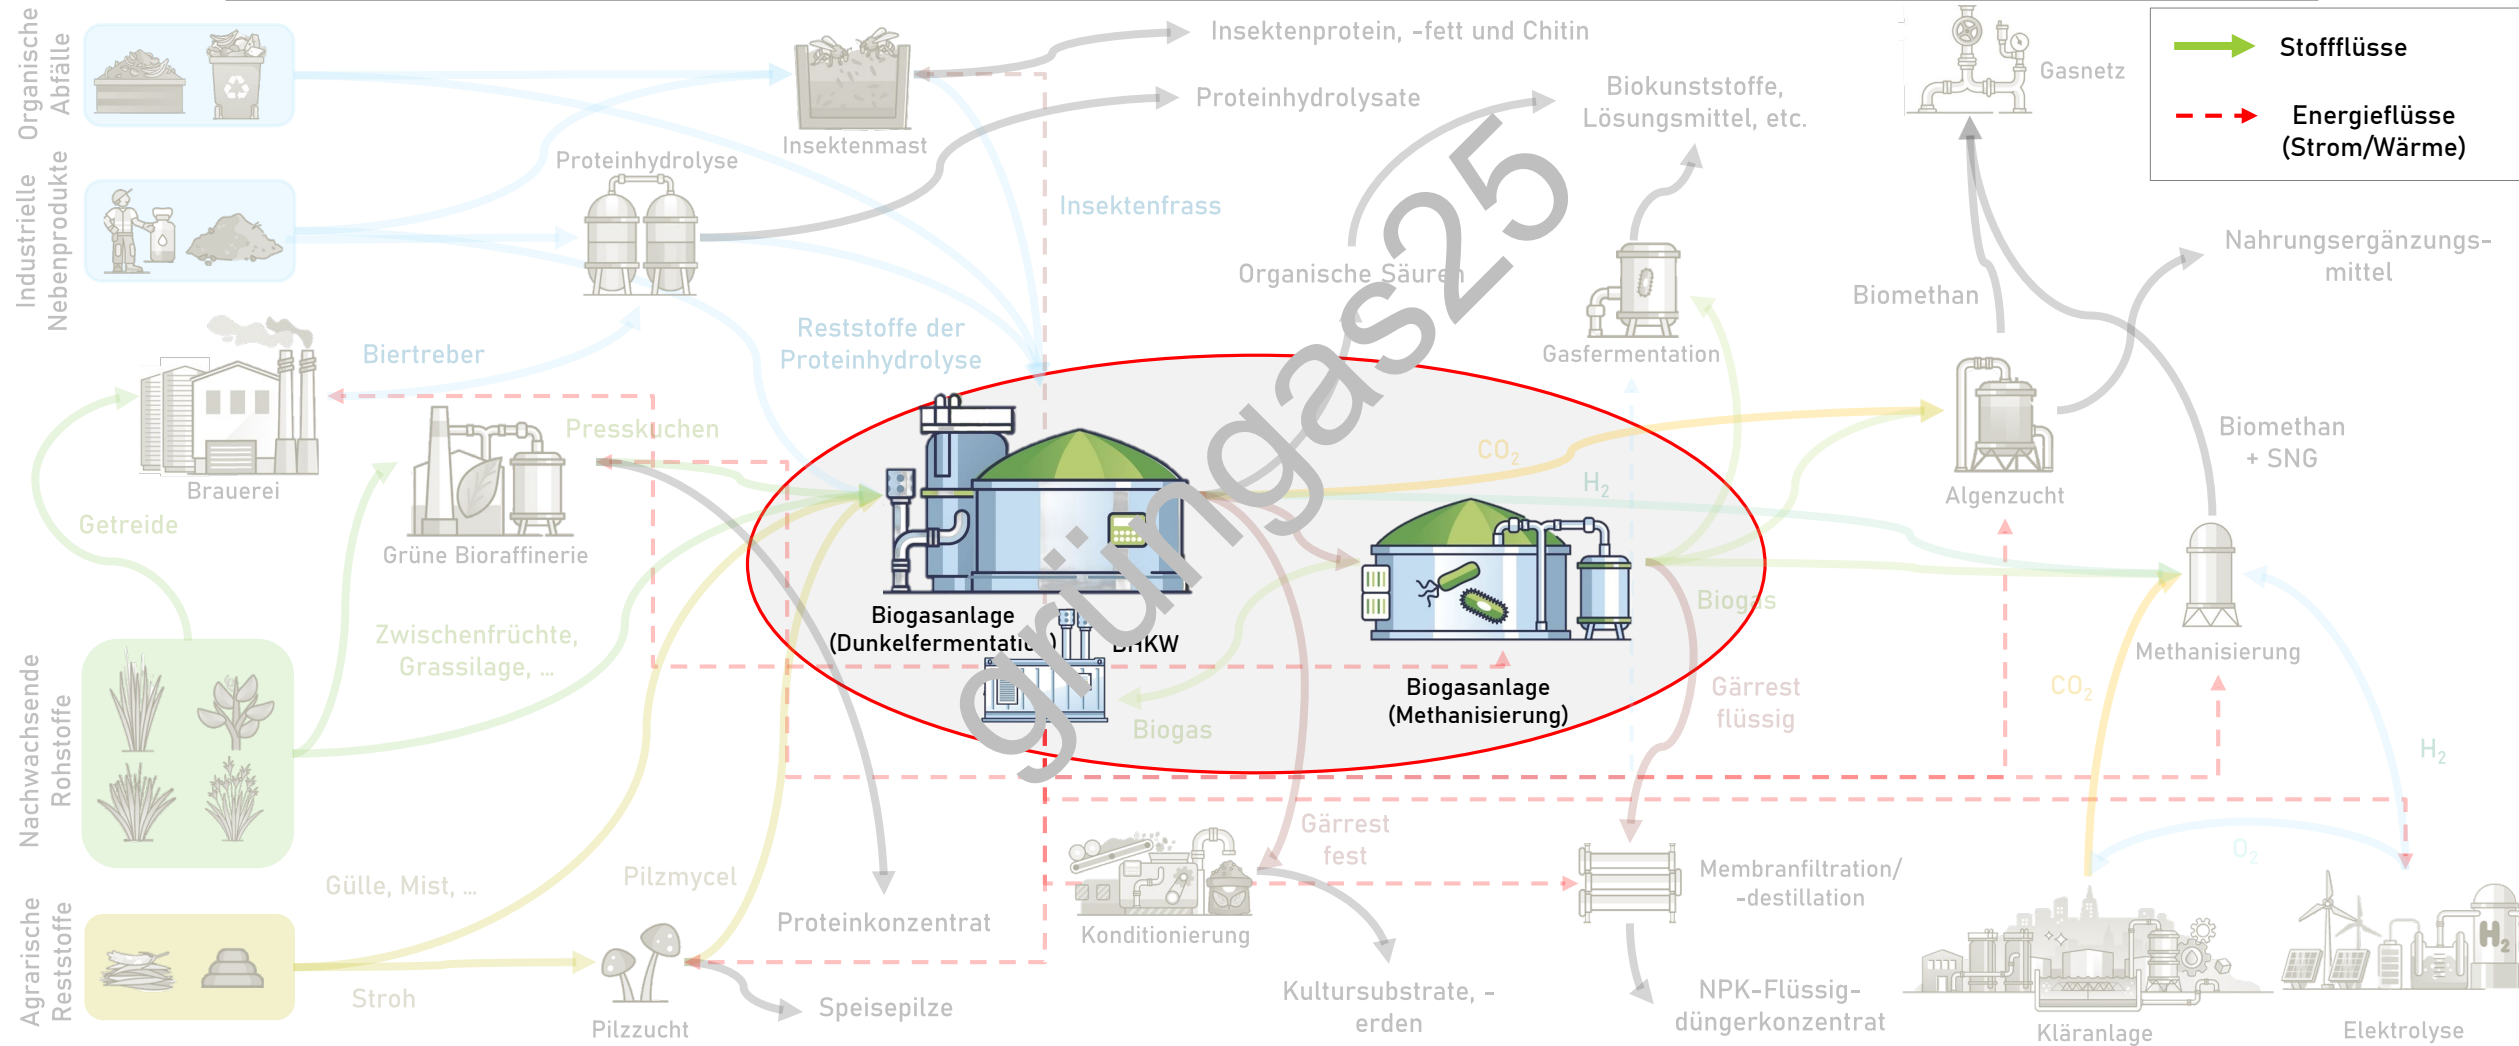 Organische
Abfälle
Insektenmast
Insektenprotein, -fett und Chitin
Proteinhydrolysate
Biokunststoffe,
Lösungsmittel, etc.
Gasnetz
Stoffflüsse
Energieflüsse
(Strom/Wärme)
Industrielle
Nebenprodukte
Proteinhydrolyse
Insektenfrass
Organische Säuren
Gasfermentation
Biomethan
Nahrungsergänzungs-
mittel
Brauerei
Biertreber
Reststoffe der
Proteinhydrolyse
Presskuchen
Grüne Bioraffinerie
Getreide
CO2
H2
Algenzucht
Biomethan
+ SNG
Zwischenfrüchte,
Grassilage, ...
Biogasanlage
(Dunkelfermentation)
BHKW
Biogas
Biogasanlage
(Methanisierung)
Biogas
Gärrest
flüssig
Methanisierung
CO2
H2
O2
Nachwachsende
Rohstoffe
Gülle, Mist, ...
Pilzmycel
Proteinkonzentrat
Gärrest
fest
Konditionierung
Membranfiltration/
-destillation
Agrarische
Reststoffe
Stroh
Pilzzucht
Speisepilze
Kultursubstrate, -
erden
NPK-Flüssig-
düngerkonzentrat
Kläranlage
H2
Elektrolyse
grüngas25